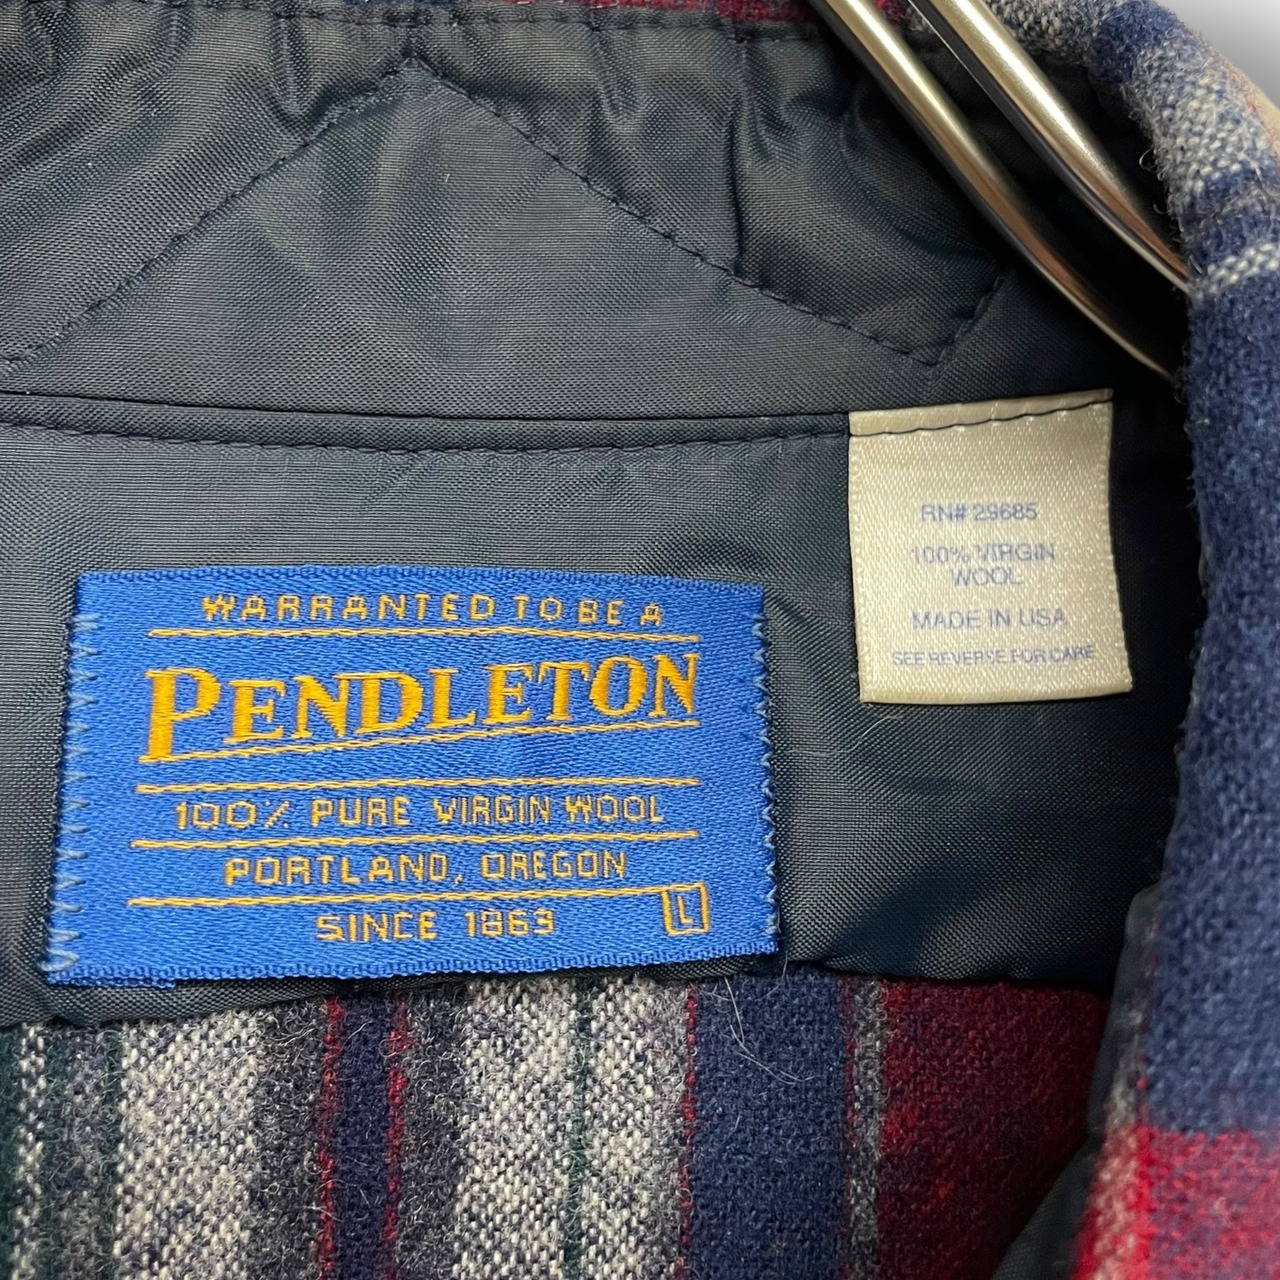 WARRANTED TO BE A
PENDLETON
100% PURE VIRGIN WOOL
PORTLAND, OREGON
SINCE 1863
L
RN# 29685
100% VIRGIN
WOOL
MADE IN USA
SEE REVERSE FOR CARE